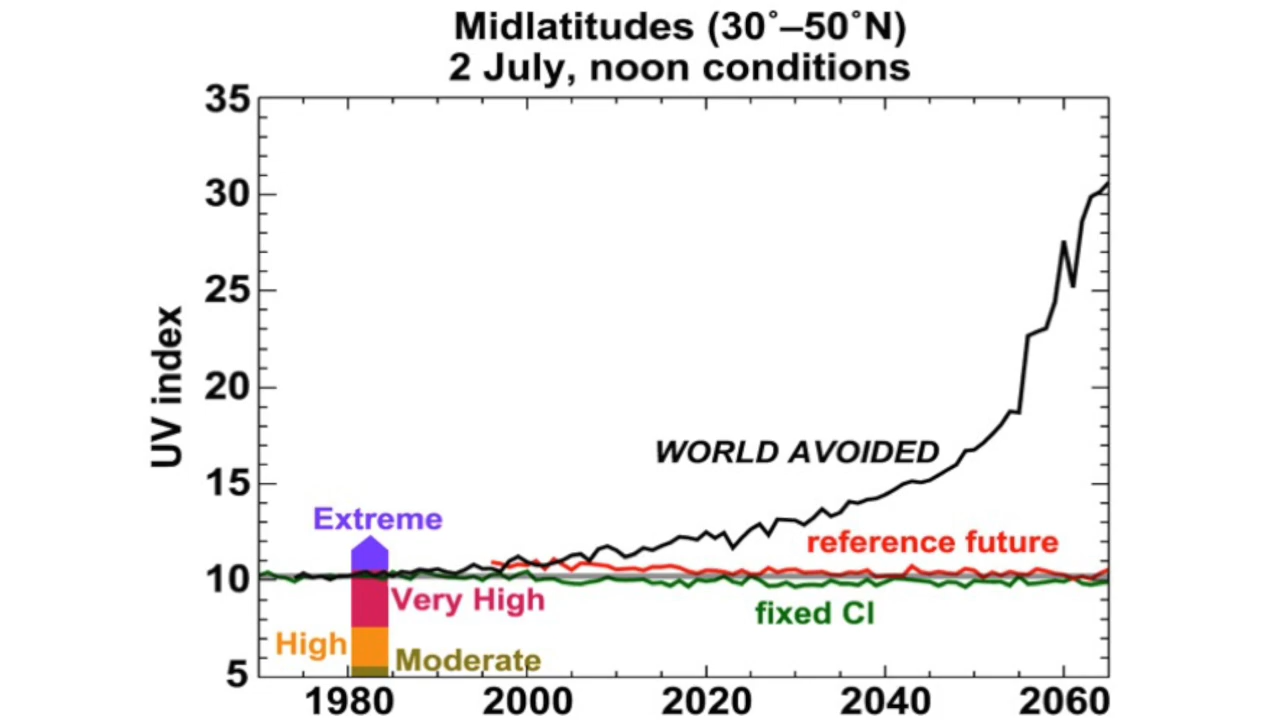 Midlatitudes (30˚–50˚N)
2 July, noon conditions
35
30
25
20
15
10
5
UV index
WORLD AVOIDED
Extreme
reference future
Very High
fixed Cl
High
Moderate
1980 2000 2020 2040 2060